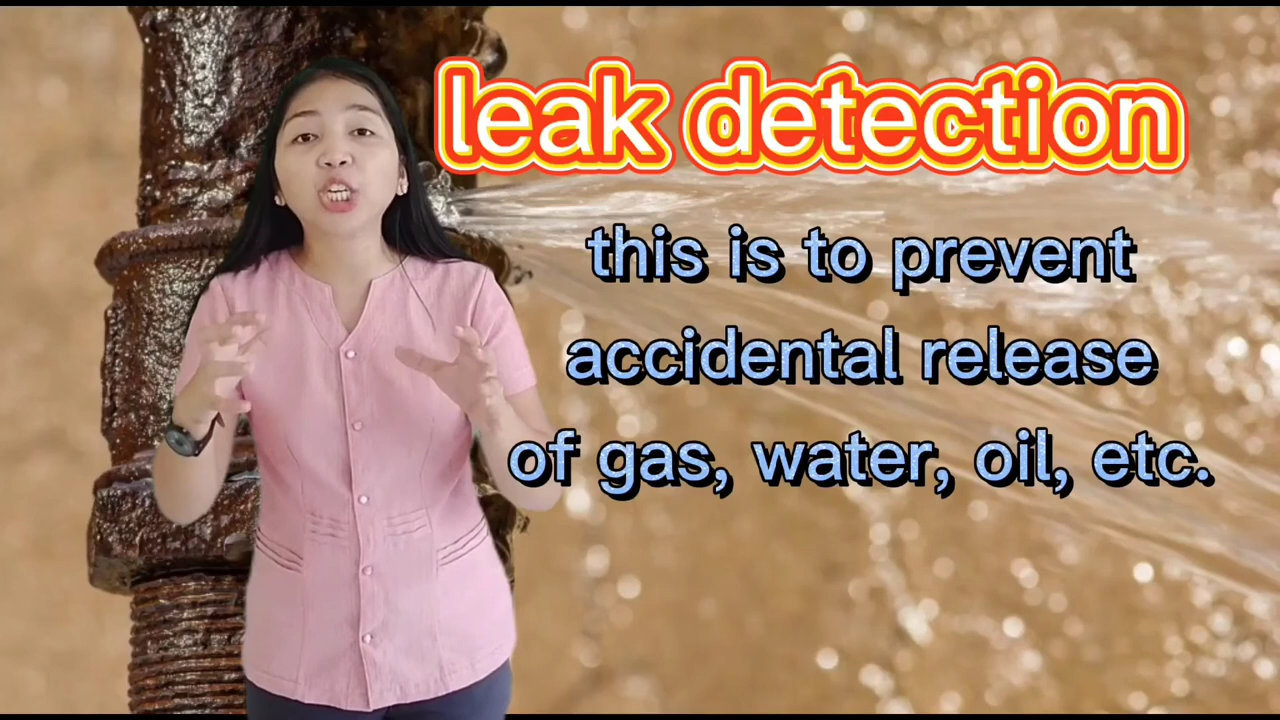 leak detection
this is to prevent
accidental release
of gas, water, oil, etc.